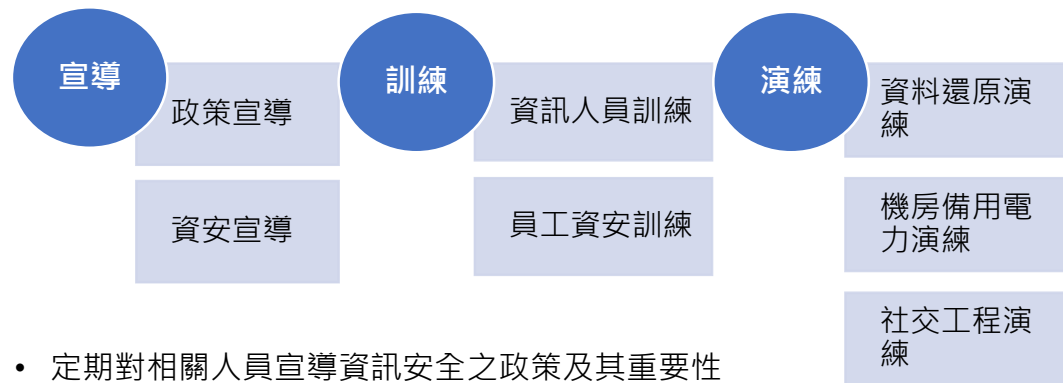 宣導
政策宣導
資安宣導
訓練
資訊人員訓練
員工資安訓練
演練
資料還原演
練
機房備用電
力演練
社交工程演
練
• 定期對相關人員宣導資訊安全之政策及其重要性